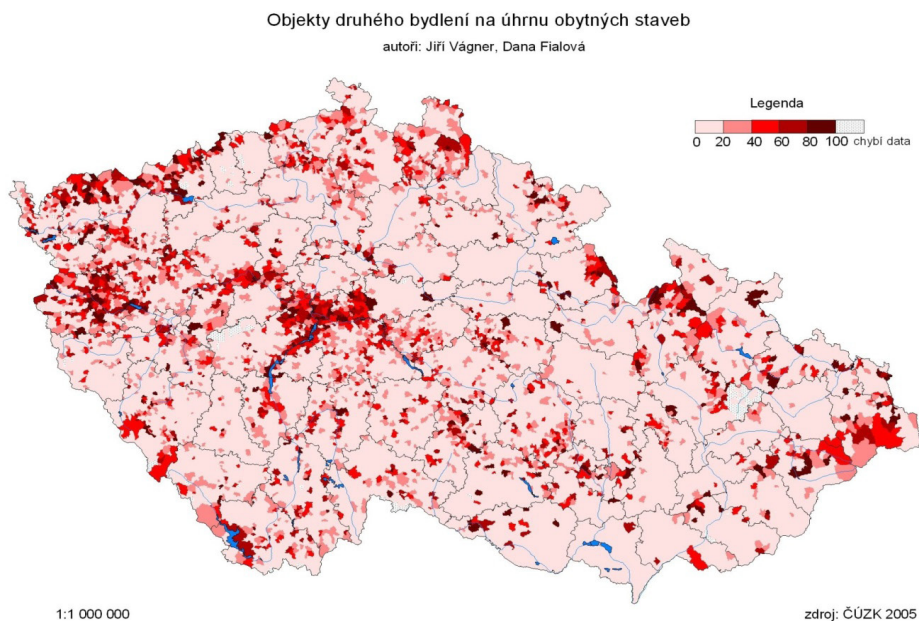 Objekty druhého bydlení na úhrnu obytných staveb
autoři: Jiří Vágner, Dana Fialová
Legenda
0 20 40 60 80 100 chybí data
1:1 000 000
zdroj: ČÚZK 2005